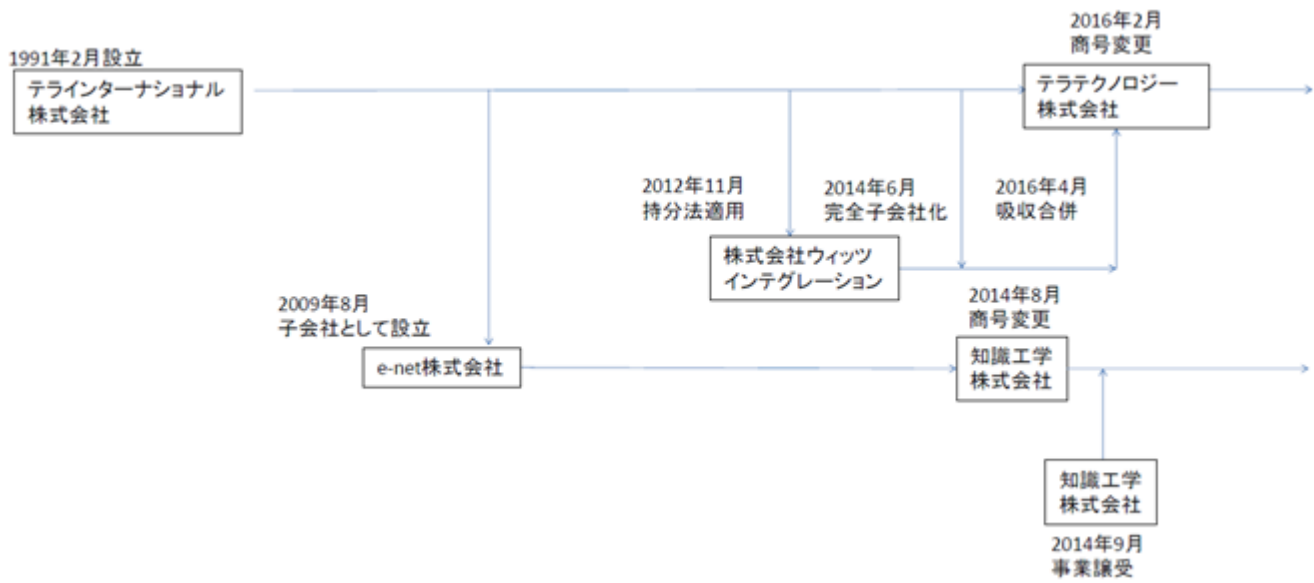 2016年2月
商号変更
1991年2月設立
テラインターナショナル
株式会社
テラテクノロジー
株式会社
2012年11月
持分法適用
2014年6月
完全子会社化
2016年4月
吸収合併
株式会社ウィッツ
インテグレーション
2009年8月
子会社として設立
2014年8月
商号変更
e-net株式会社
知識工学
株式会社
知識工学
株式会社
2014年9月
事業譲受